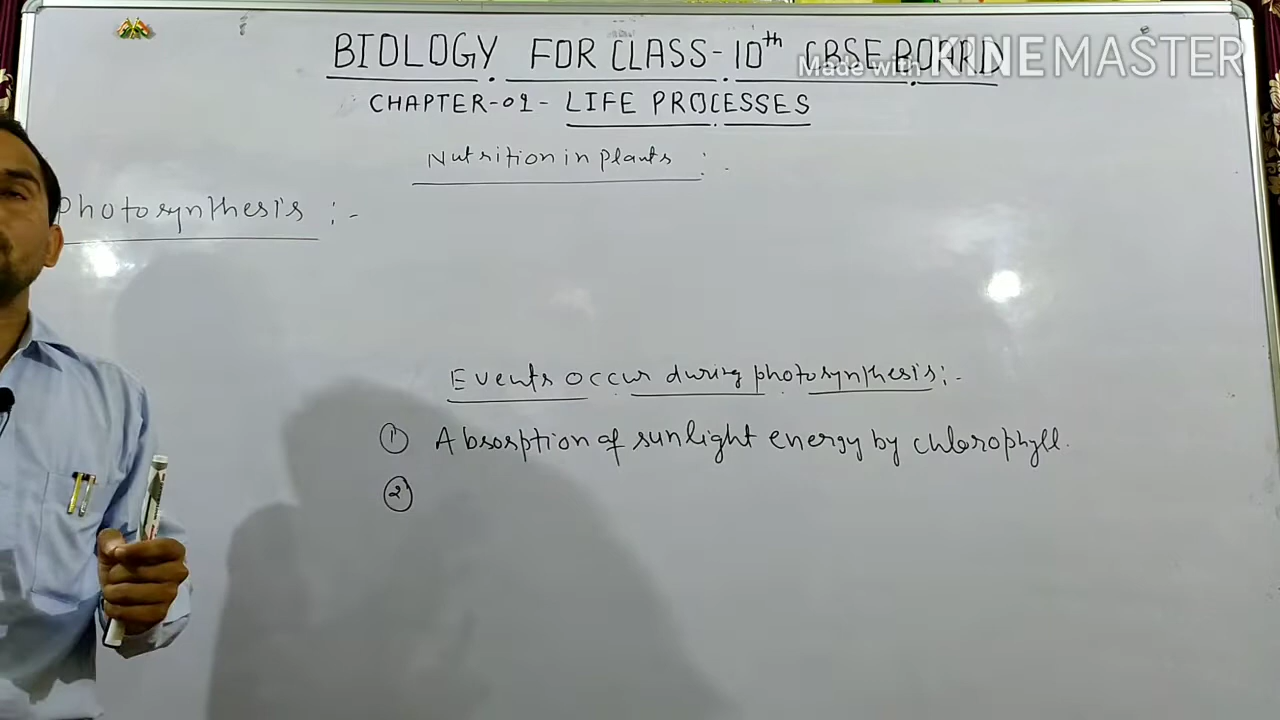 BIOLOGY FOR CLASS-10th CBSE BOARD
Made with KINEMASTER
CHAPTER-01- LIFE PROCESSES
Nutrition in plants :-
Photosynthesis :-
Events occur during photosynthesis:-
① Absorption of sunlight energy by chlorophyll.
②